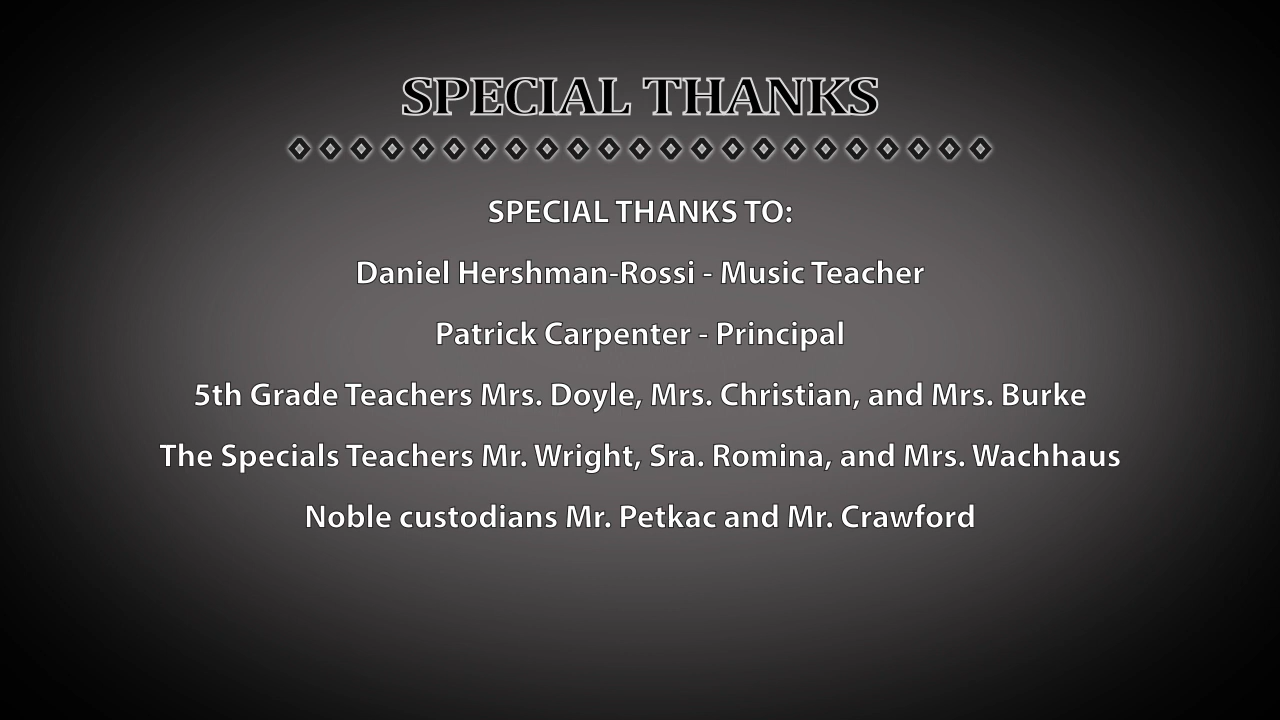 SPECIAL THANKS
SPECIAL THANKS TO:
Daniel Hershman-Rossi - Music Teacher
Patrick Carpenter - Principal
5th Grade Teachers Mrs. Doyle, Mrs. Christian, and Mrs. Burke
The Specials Teachers Mr. Wright, Sra. Romina, and Mrs. Wachhaus
Noble custodians Mr. Petkac and Mr. Crawford